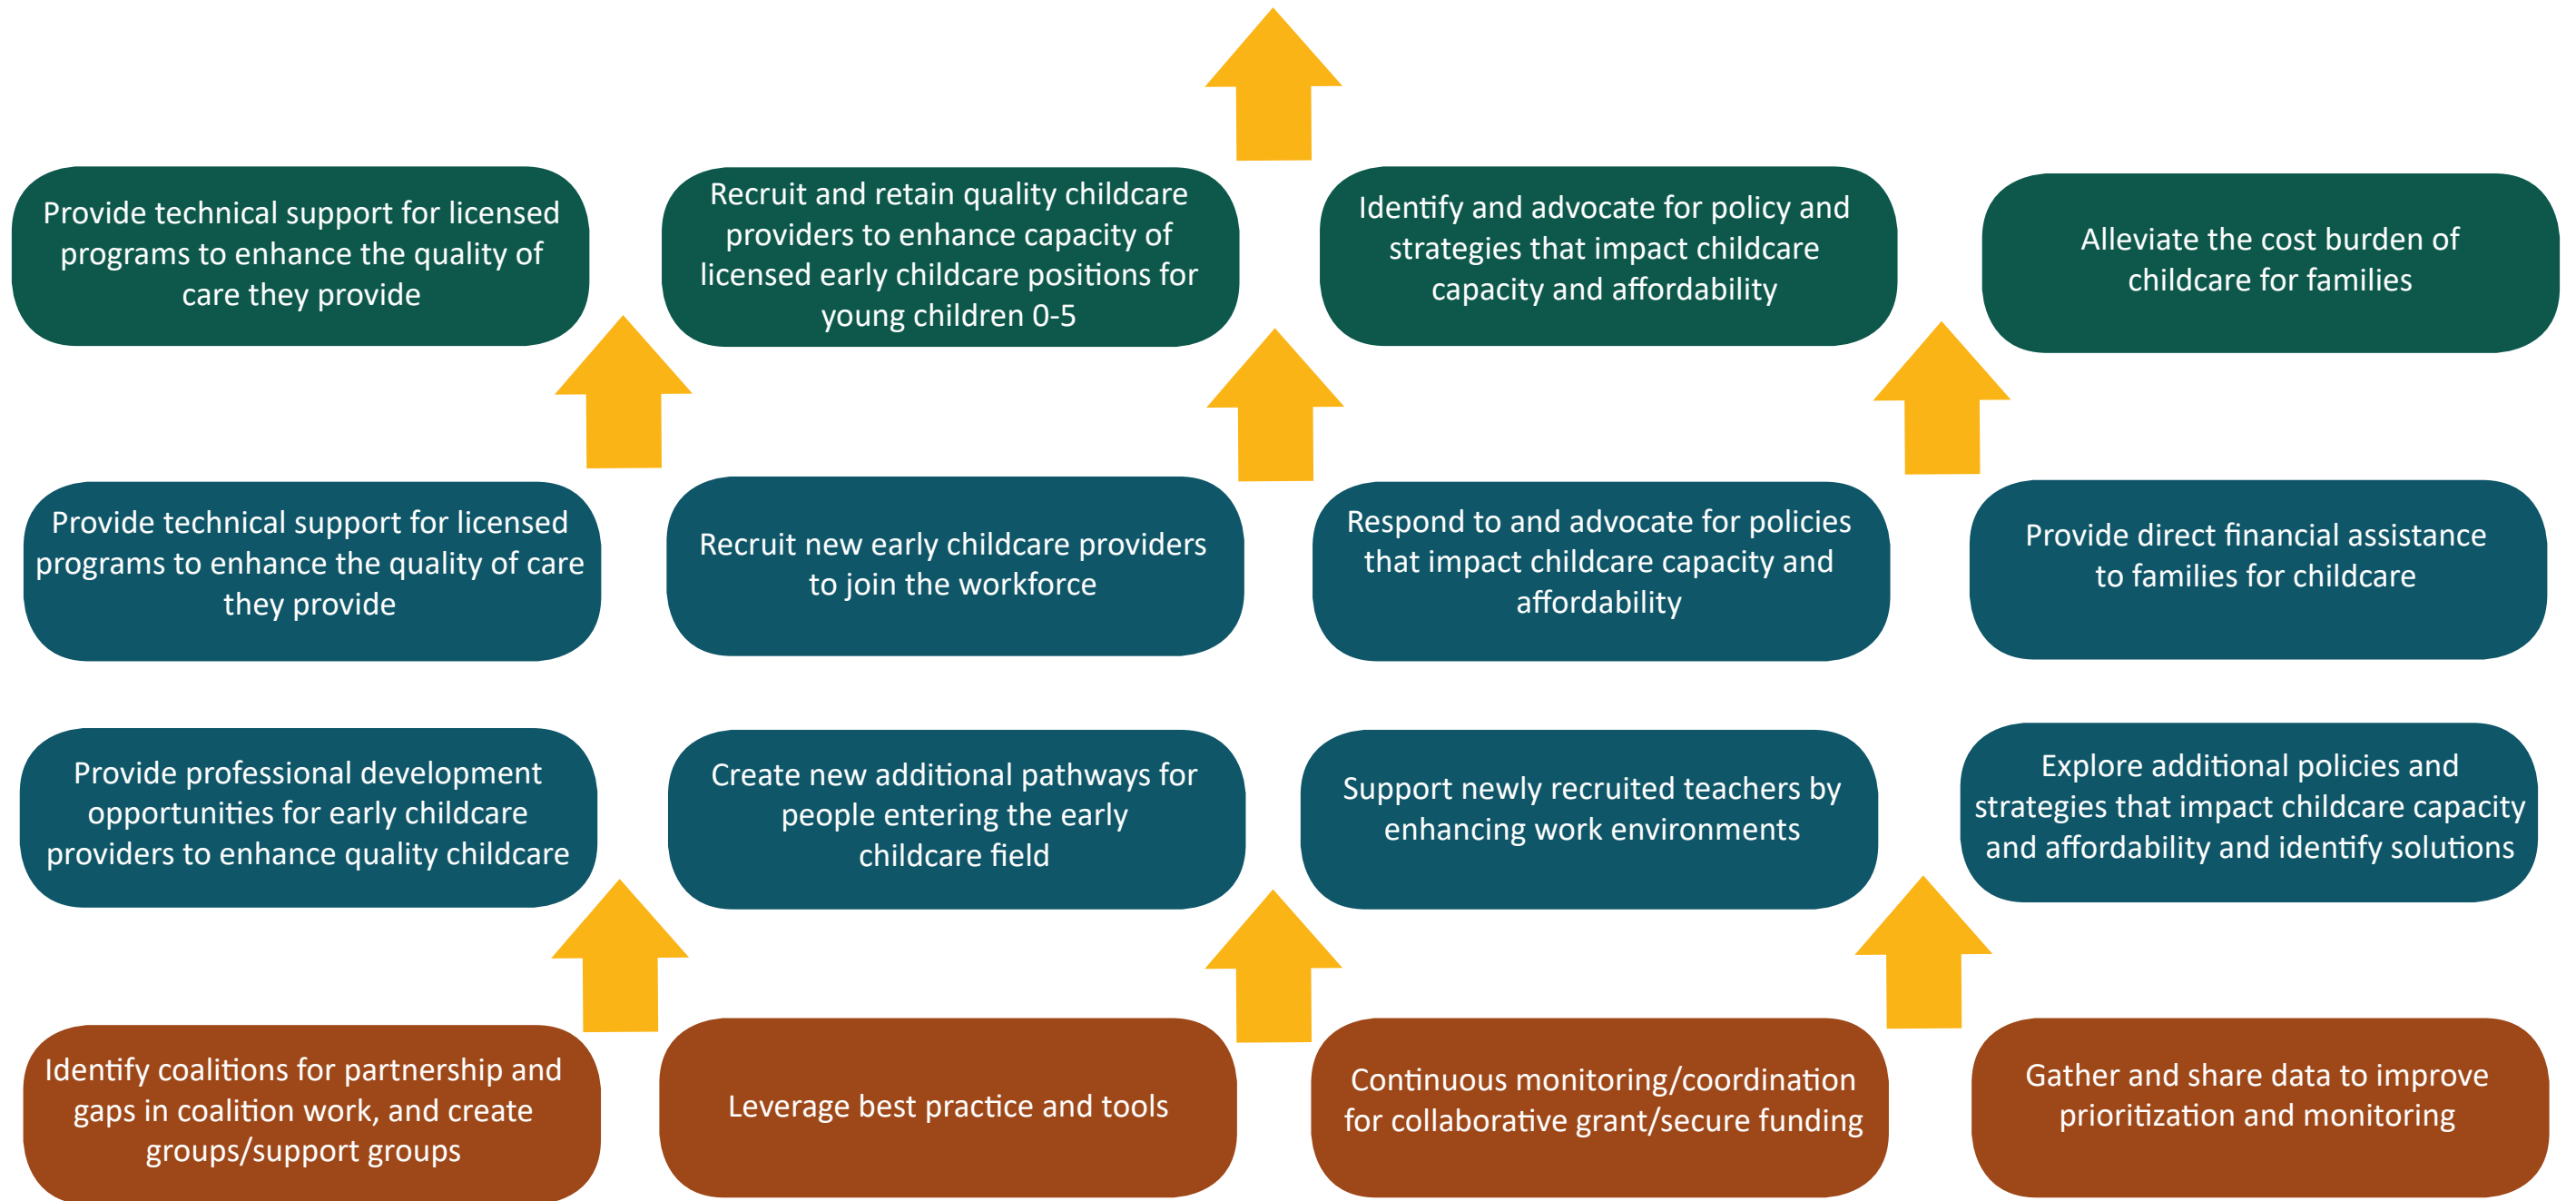 Provide technical support for licensed
programs to enhance the quality of
care they provide
Recruit and retain quality childcare
providers to enhance capacity of
licensed early childcare positions for
young children 0-5
Identify and advocate for policy and
strategies that impact childcare
capacity and affordability
Alleviate the cost burden of
childcare for families
Provide technical support for licensed
programs to enhance the quality of care
they provide
Recruit new early childcare providers
to join the workforce
Respond to and advocate for policies
that impact childcare capacity and
affordability
Provide direct financial assistance
to families for childcare
Provide professional development
opportunities for early childcare
providers to enhance quality childcare
Create new additional pathways for
people entering the early
childcare field
Support newly recruited teachers by
enhancing work environments
Explore additional policies and
strategies that impact childcare capacity
and affordability and identify solutions
Identify coalitions for partnership and
gaps in coalition work, and create
groups/support groups
Leverage best practice and tools
Continuous monitoring/coordination
for collaborative grant/secure funding
Gather and share data to improve
prioritization and monitoring